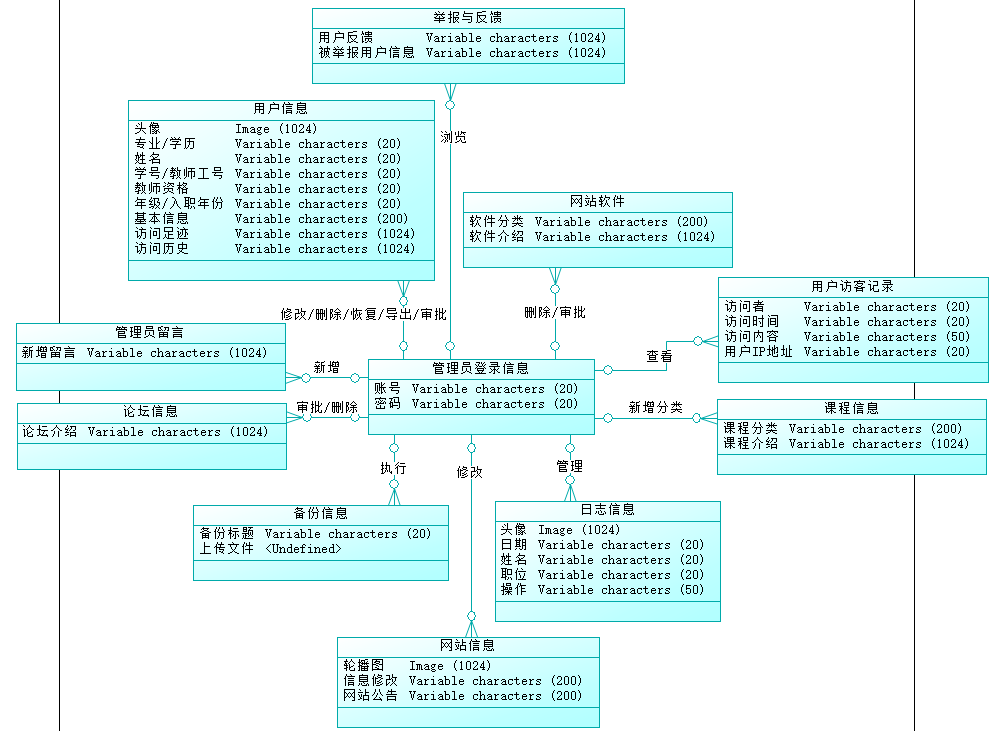 举报与反馈
用户反馈 Variable characters (1024)
被举报用户信息 Variable characters (1024)
浏览
用户信息
头像 Image (1024)
专业/学历 Variable characters (20)
姓名 Variable characters (20)
学号/教师工号 Variable characters (20)
教师资格 Variable characters (20)
年级/入职年份 Variable characters (20)
基本信息 Variable characters (200)
访问足迹 Variable characters (1024)
访问历史 Variable characters (1024)
修改/删除/恢复/导出/审批
网站软件
软件分类 Variable characters (200)
软件介绍 Variable characters (1024)
删除/审批
用户访客记录
访问者 Variable characters (20)
访问时间 Variable characters (20)
访问内容 Variable characters (50)
用户IP地址 Variable characters (20)
查看
管理员留言
新增留言 Variable characters (1024)
新增
管理员登录信息
账号 Variable characters (20)
密码 Variable characters (20)
论坛信息
论坛介绍 Variable characters (1024)
审批/删除
新增分类
课程信息
课程分类 Variable characters (200)
课程介绍 Variable characters (1024)
执行
修改
管理
备份信息
备份标题 Variable characters (20)
上传文件 <Undefined>
日志信息
头像 Image (1024)
日期 Variable characters (20)
姓名 Variable characters (20)
职位 Variable characters (20)
操作 Variable characters (50)
网站信息
轮播图 Image (1024)
信息修改 Variable characters (200)
网站公告 Variable characters (200)